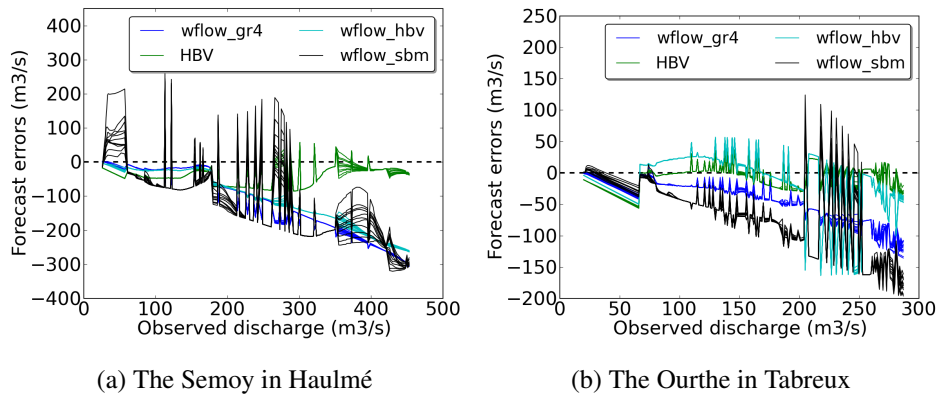 400
300
200
100
0
−100
−200
−300
−400
Forecast errors (m3/s)
wflow_gr4
HBV
wflow_hbv
wflow_sbm
0 100 200 300 400 500
Observed discharge (m3/s)
(a) The Semoy in Haulmé
250
200
150
100
50
0
−50
−100
−150
−200
Forecast errors (m3/s)
wflow_gr4
HBV
wflow_hbv
wflow_sbm
0 50 100 150 200 250 300
Observed discharge (m3/s)
(b) The Ourthe in Tabreux